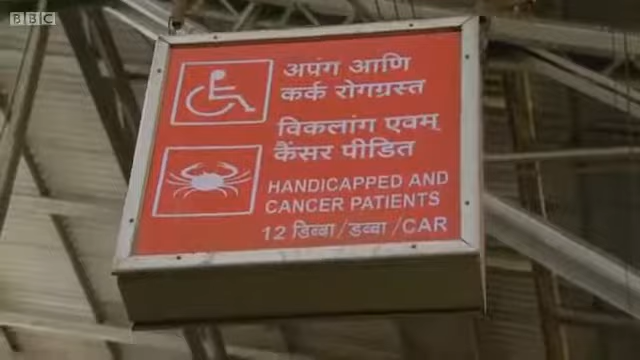 BBC
अपंग आणि
कर्क रोगग्रस्त
विकलांग एवम्
कैंसर पीडित
HANDICAPPED AND
CANCER PATIENTS
12 डिब्बा/डब्बा/CAR